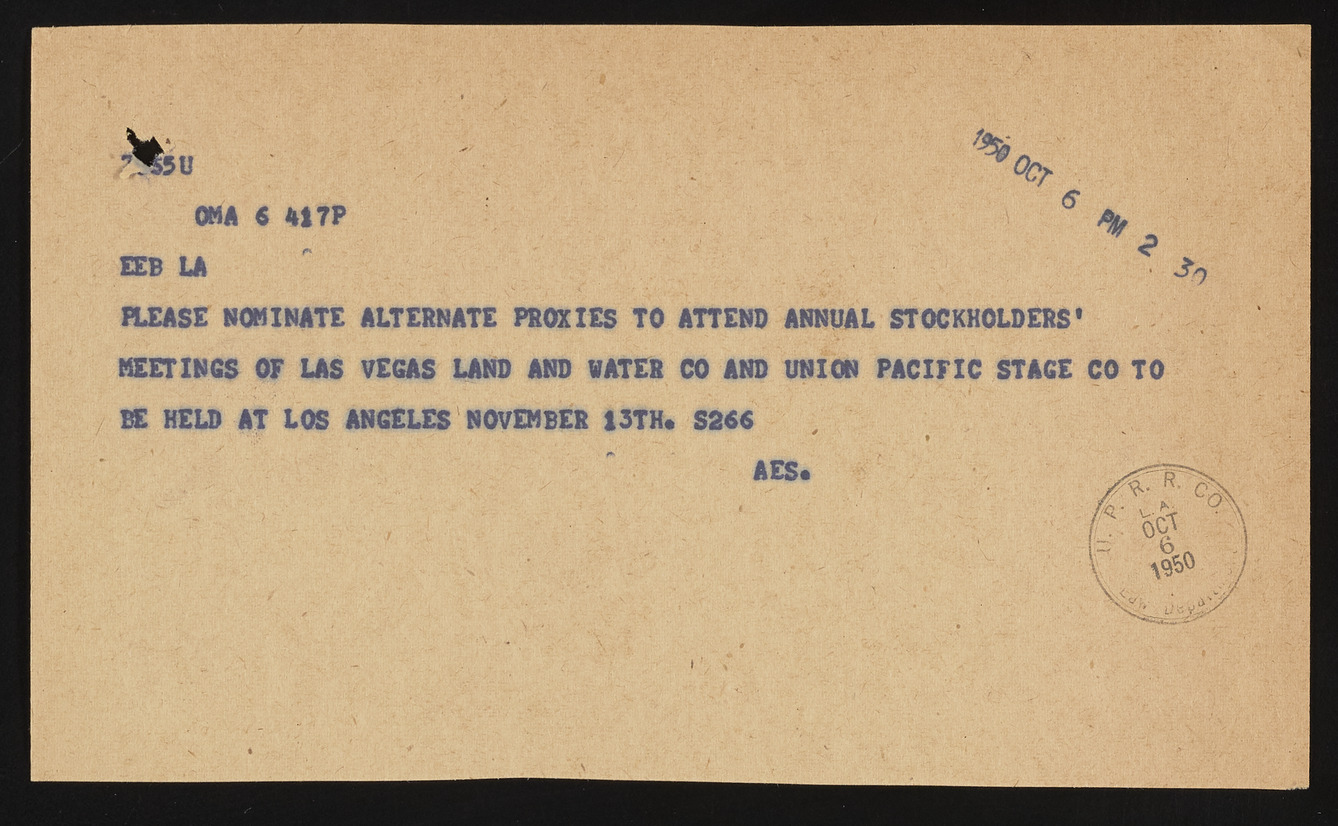 55U
1950 OCT 6 PM 2 30
OMA 6 417P
EEB LA
PLEASE NOMINATE ALTERNATE PROXIES TO ATTEND ANNUAL STOCKHOLDERS'
MEETINGS OF LAS VEGAS LAND AND WATER CO AND UNION PACIFIC STAGE CO TO
BE HELD AT LOS ANGELES NOVEMBER 13TH. S266
AES.
U. P. R. R. CO.
L. A.
OCT
6
1950
Law